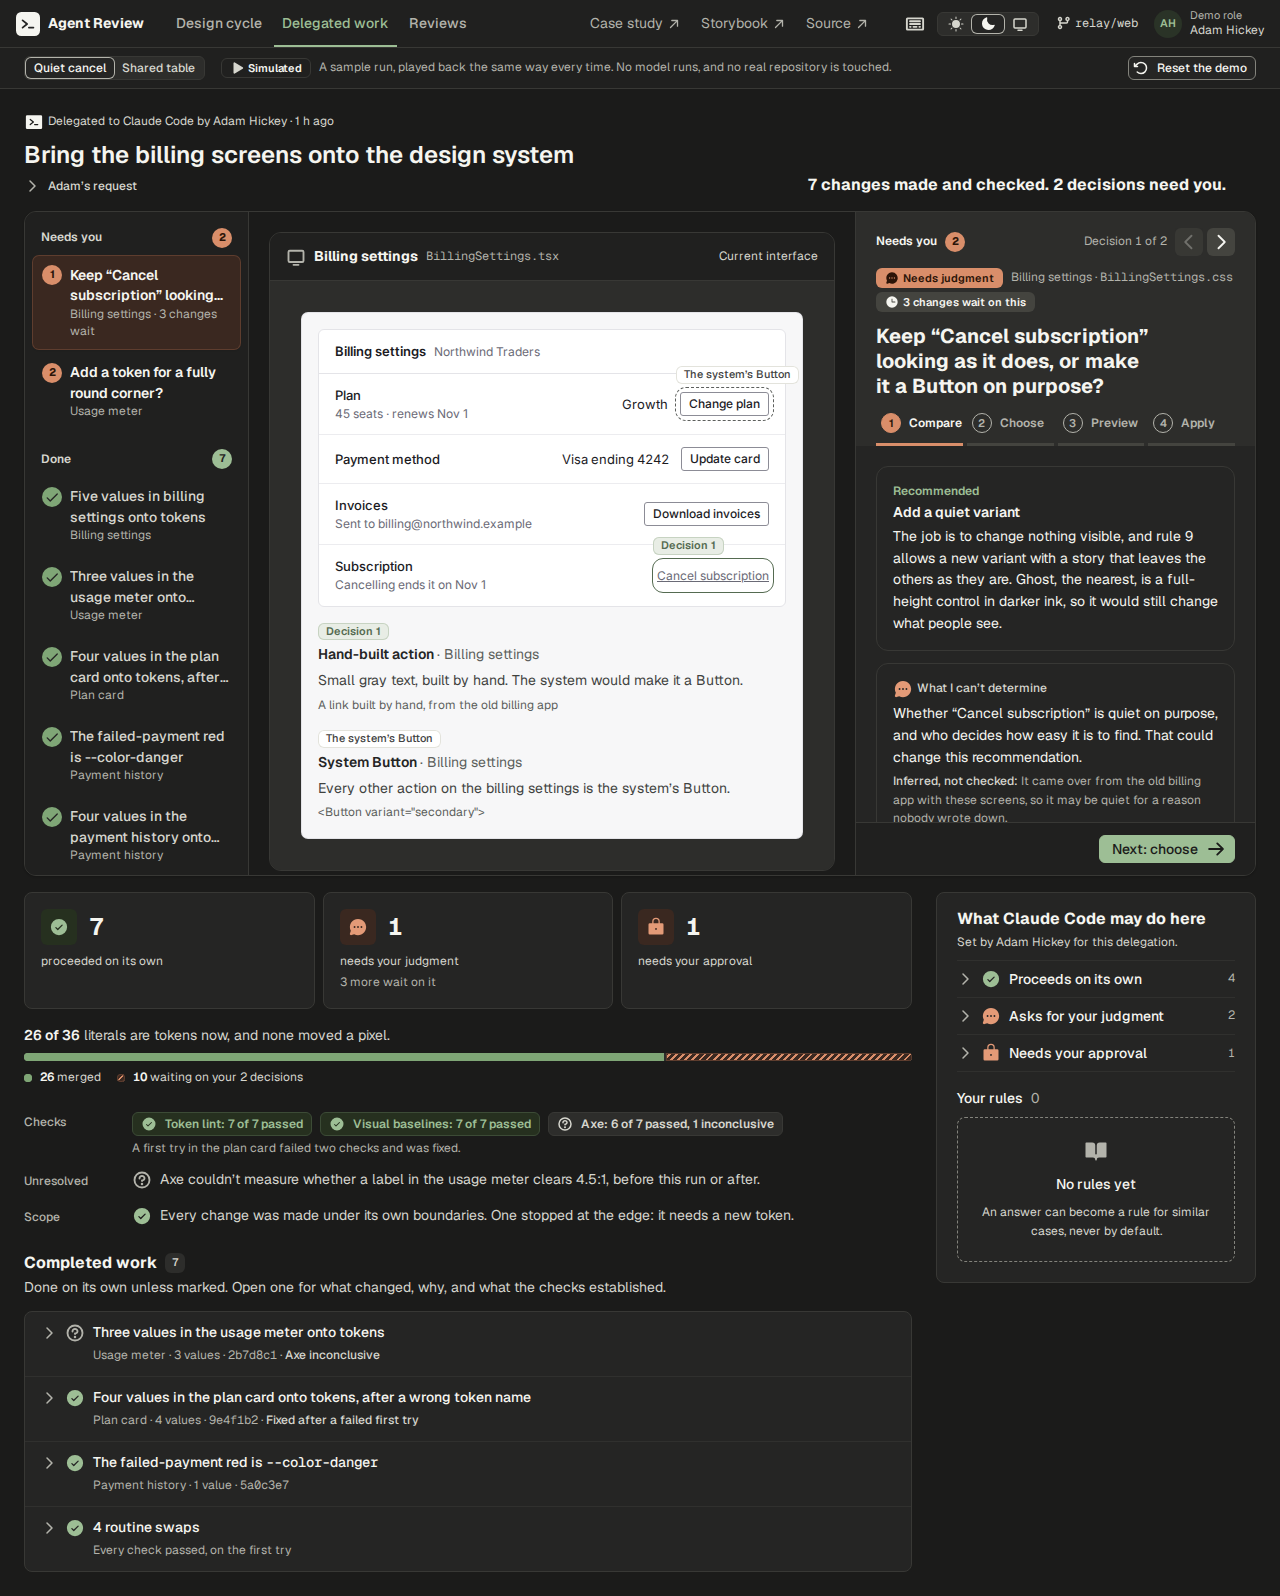 Agent Review
Design cycle
Delegated work
Reviews
Case study
Storybook
Source
relay/web
AH
Demo role
Adam Hickey
Quiet cancel
Shared table
Simulated
A sample run, played back the same way every time. No model runs, and no real repository is touched.
Reset the demo
Delegated to Claude Code by Adam Hickey · 1 h ago
Bring the billing screens onto the design system
Adam's request
7 changes made and checked. 2 decisions need you.
Needs you
2
1
Keep “Cancel
subscription” looking…
Billing settings · 3 changes
wait
2
Add a token for a fully
round corner?
Usage meter
Done
7
Five values in billing
settings onto tokens
Billing settings
Three values in the
usage meter onto…
Usage meter
Four values in the plan
card onto tokens, after…
Plan card
The failed-payment red
is --color-danger
Payment history
Four values in the
payment history onto…
Payment history
Billing settings
BillingSettings.tsx
Current interface
Billing settings
Northwind Traders
The system's Button
Plan
45 seats · renews Nov 1
Growth
Change plan
Payment method
Visa ending 4242
Update card
Invoices
Sent to billing@northwind.example
Download invoices
Decision 1
Subscription
Cancelling ends it on Nov 1
Cancel subscription
Decision 1
Hand-built action · Billing settings
Small gray text, built by hand. The system would make it a Button.
A link built by hand, from the old billing app
The system's Button
System Button · Billing settings
Every other action on the billing settings is the system's Button.
<Button variant="secondary">
Needs you
2
Decision 1 of 2
Needs judgment
Billing settings · BillingSettings.css
3 changes wait on this
Keep “Cancel subscription”
looking as it does, or make
it a Button on purpose?
1
Compare
2
Choose
3
Preview
4
Apply
Recommended
Add a quiet variant
The job is to change nothing visible, and rule 9
allows a new variant with a story that leaves the
others as they are. Ghost, the nearest, is a full-
height control in darker ink, so it would still change
what people see.
What I can't determine
Whether “Cancel subscription” is quiet on purpose,
and who decides how easy it is to find. That could
change this recommendation.
Inferred, not checked: It came over from the old billing
app with these screens, so it may be quiet for a reason
nobody wrote down.
Next: choose
7
proceeded on its own
1
needs your judgment
3 more wait on it
1
needs your approval
26 of 36 literals are tokens now, and none moved a pixel.
26 merged
10 waiting on your 2 decisions
Checks
Token lint: 7 of 7 passed
Visual baselines: 7 of 7 passed
Axe: 6 of 7 passed, 1 inconclusive
A first try in the plan card failed two checks and was fixed.
Unresolved
Axe couldn't measure whether a label in the usage meter clears 4.5:1, before this run or after.
Scope
Every change was made under its own boundaries. One stopped at the edge: it needs a new token.
Completed work
7
Done on its own unless marked. Open one for what changed, why, and what the checks established.
Three values in the usage meter onto tokens
Usage meter · 3 values · 2b7d8c1 · Axe inconclusive
Four values in the plan card onto tokens, after a wrong token name
Plan card · 4 values · 9e4f1b2 · Fixed after a failed first try
The failed-payment red is --color-danger
Payment history · 1 value · 5a0c3e7
4 routine swaps
Every check passed, on the first try
What Claude Code may do here
Set by Adam Hickey for this delegation.
Proceeds on its own
4
Asks for your judgment
2
Needs your approval
1
Your rules
0
No rules yet
An answer can become a rule for similar
cases, never by default.